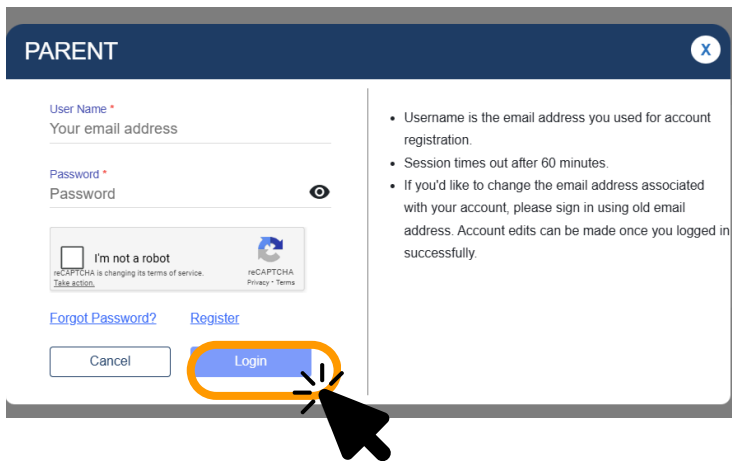 PARENT
X
User Name *
Your email address
Password *
Password
I'm not a robot
reCAPTCHA is changing its terms of service.
Take action.
reCAPTCHA
Privacy • Terms
Forgot Password?
Register
Cancel
Login
• Username is the email address you used for account
registration.
• Session times out after 60 minutes.
• If you'd like to change the email address associated
with your account, please sign in using old email
address. Account edits can be made once you logged in
successfully.